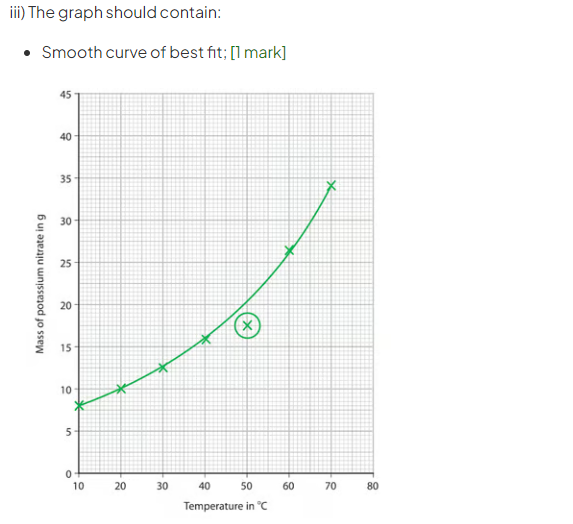 iii) The graph should contain:
• Smooth curve of best fit; [1 mark]
45
40
35
30
25
20
15
10
5
0
Mass of potassium nitrate in g
10 20 30 40 50 60 70 80
Temperature in °C